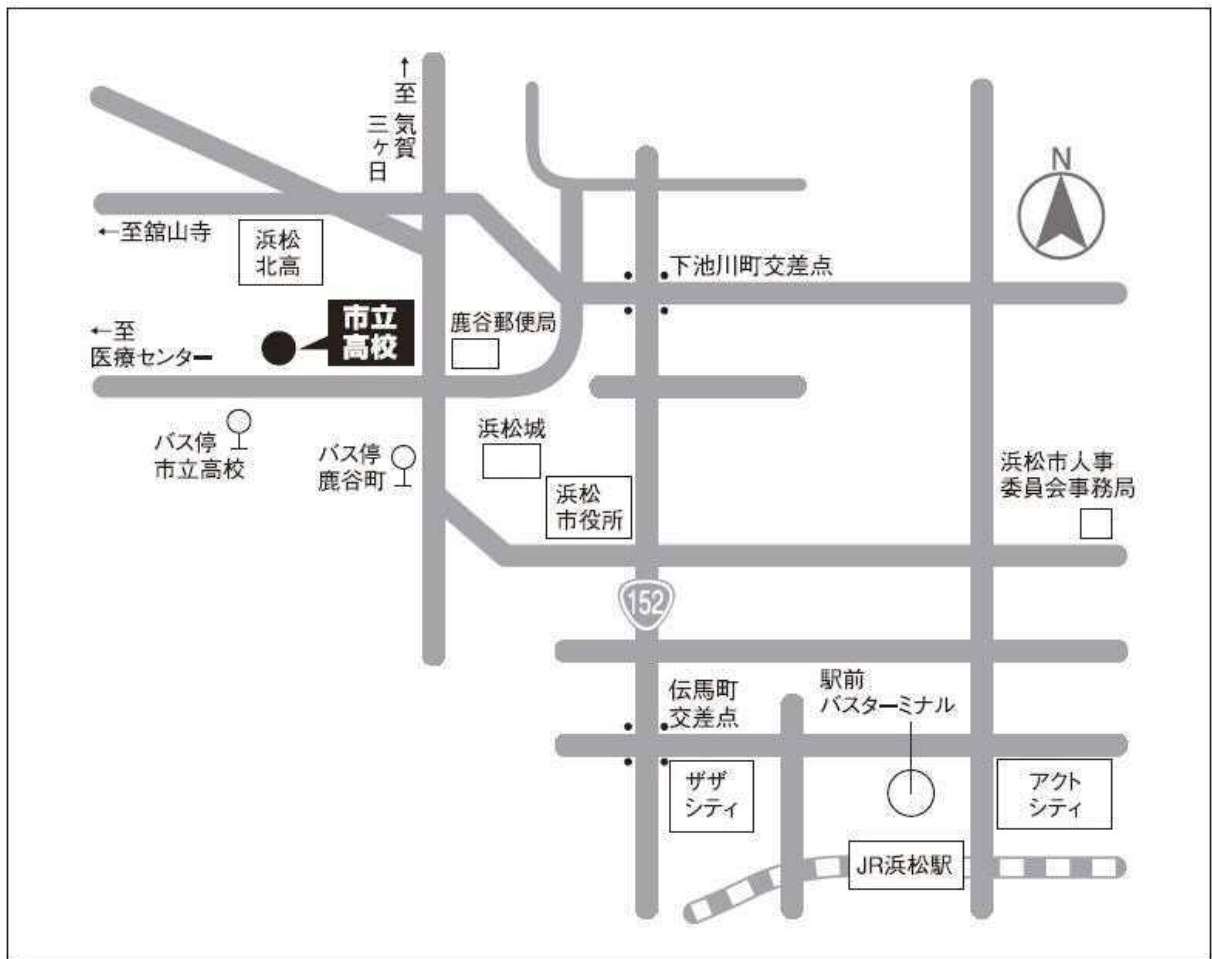 ↑至 気賀
三ヶ日
N
←至舘山寺
浜松
北高
下池川町交差点
市立
高校
鹿谷郵便局
←至
医療センター
浜松城
バス停
市立高校
バス停
鹿谷町
浜松
市役所
浜松市人事
委員会事務局
152
伝馬町
交差点
駅前
バスターミナル
ザザ
シティ
アクト
シティ
JR浜松駅